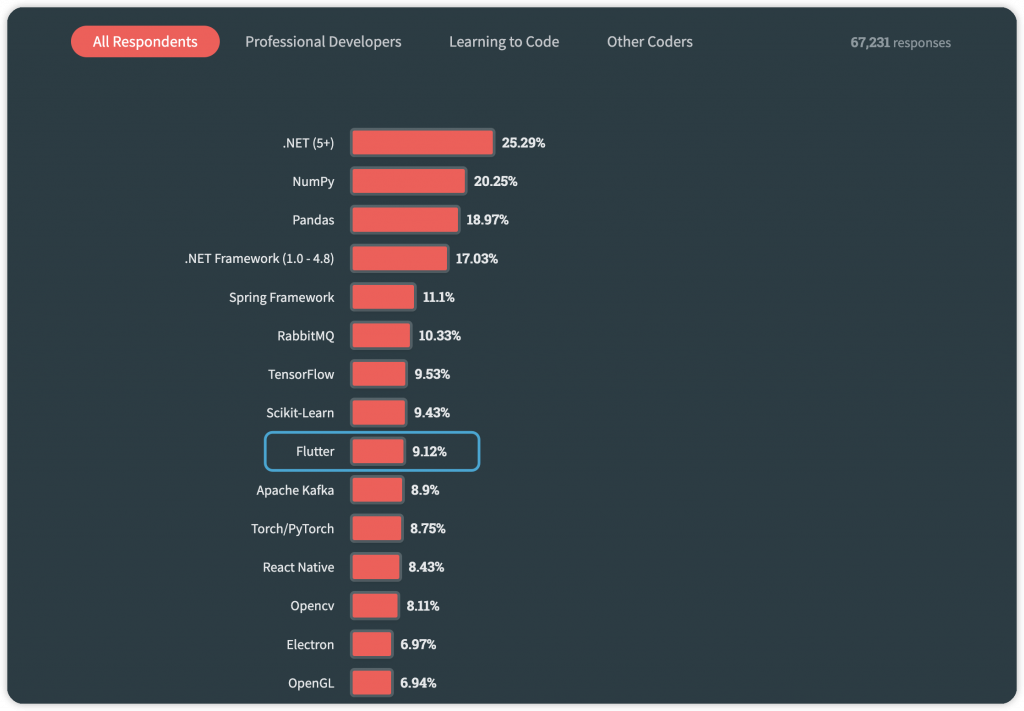 All Respondents Professional Developers Learning to Code Other Coders 67,231 responses
.NET (5+) 25.29%
NumPy 20.25%
Pandas 18.97%
.NET Framework (1.0 - 4.8) 17.03%
Spring Framework 11.1%
RabbitMQ 10.33%
TensorFlow 9.53%
Scikit-Learn 9.43%
Flutter 9.12%
Apache Kafka 8.9%
Torch/PyTorch 8.75%
React Native 8.43%
Opencv 8.11%
Electron 6.97%
OpenGL 6.94%